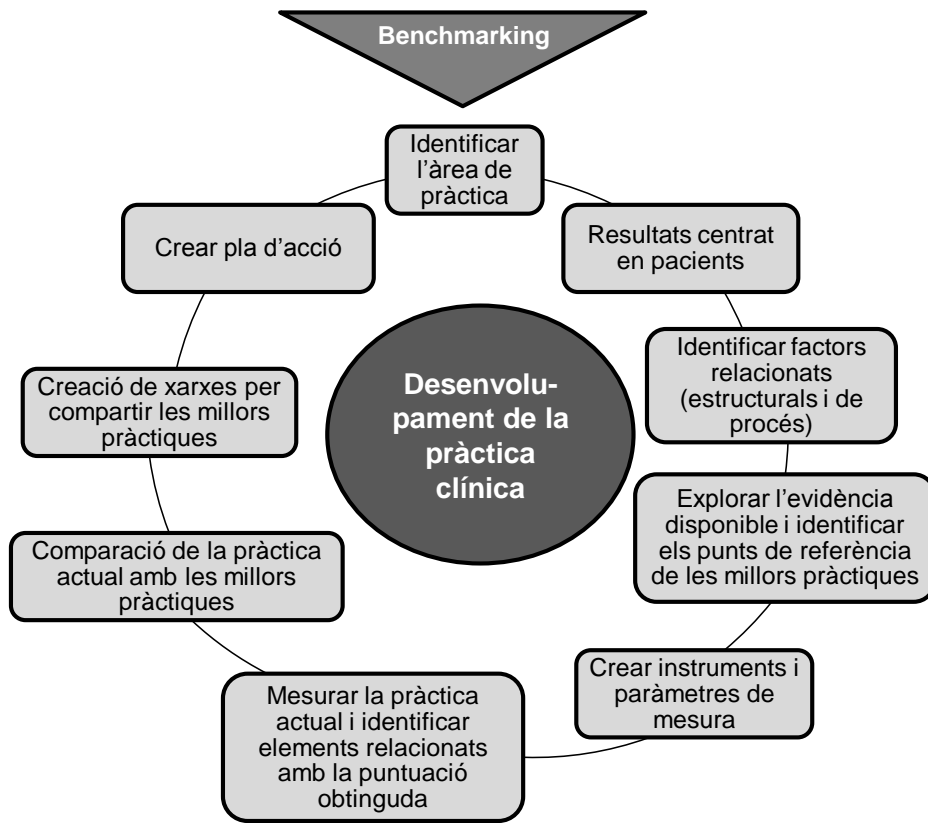 Benchmarking
Identificar
l’àrea de
pràctica
Resultats centrat
en pacients
Identificar factors
relacionats
(estructurals i de
procés)
Explorar l’evidència
disponible i identificar
els punts de referència
de les millors pràctiques
Crear instruments i
paràmetres de
mesura
Mesurar la pràctica
actual i identificar
elements relacionats
amb la puntuació
obtinguda
Comparació de la pràctica
actual amb les millors
pràctiques
Creació de xarxes per
compartir les millors
pràctiques
Crear pla d’acció
Desenvolu-
pament de la
pràctica
clínica